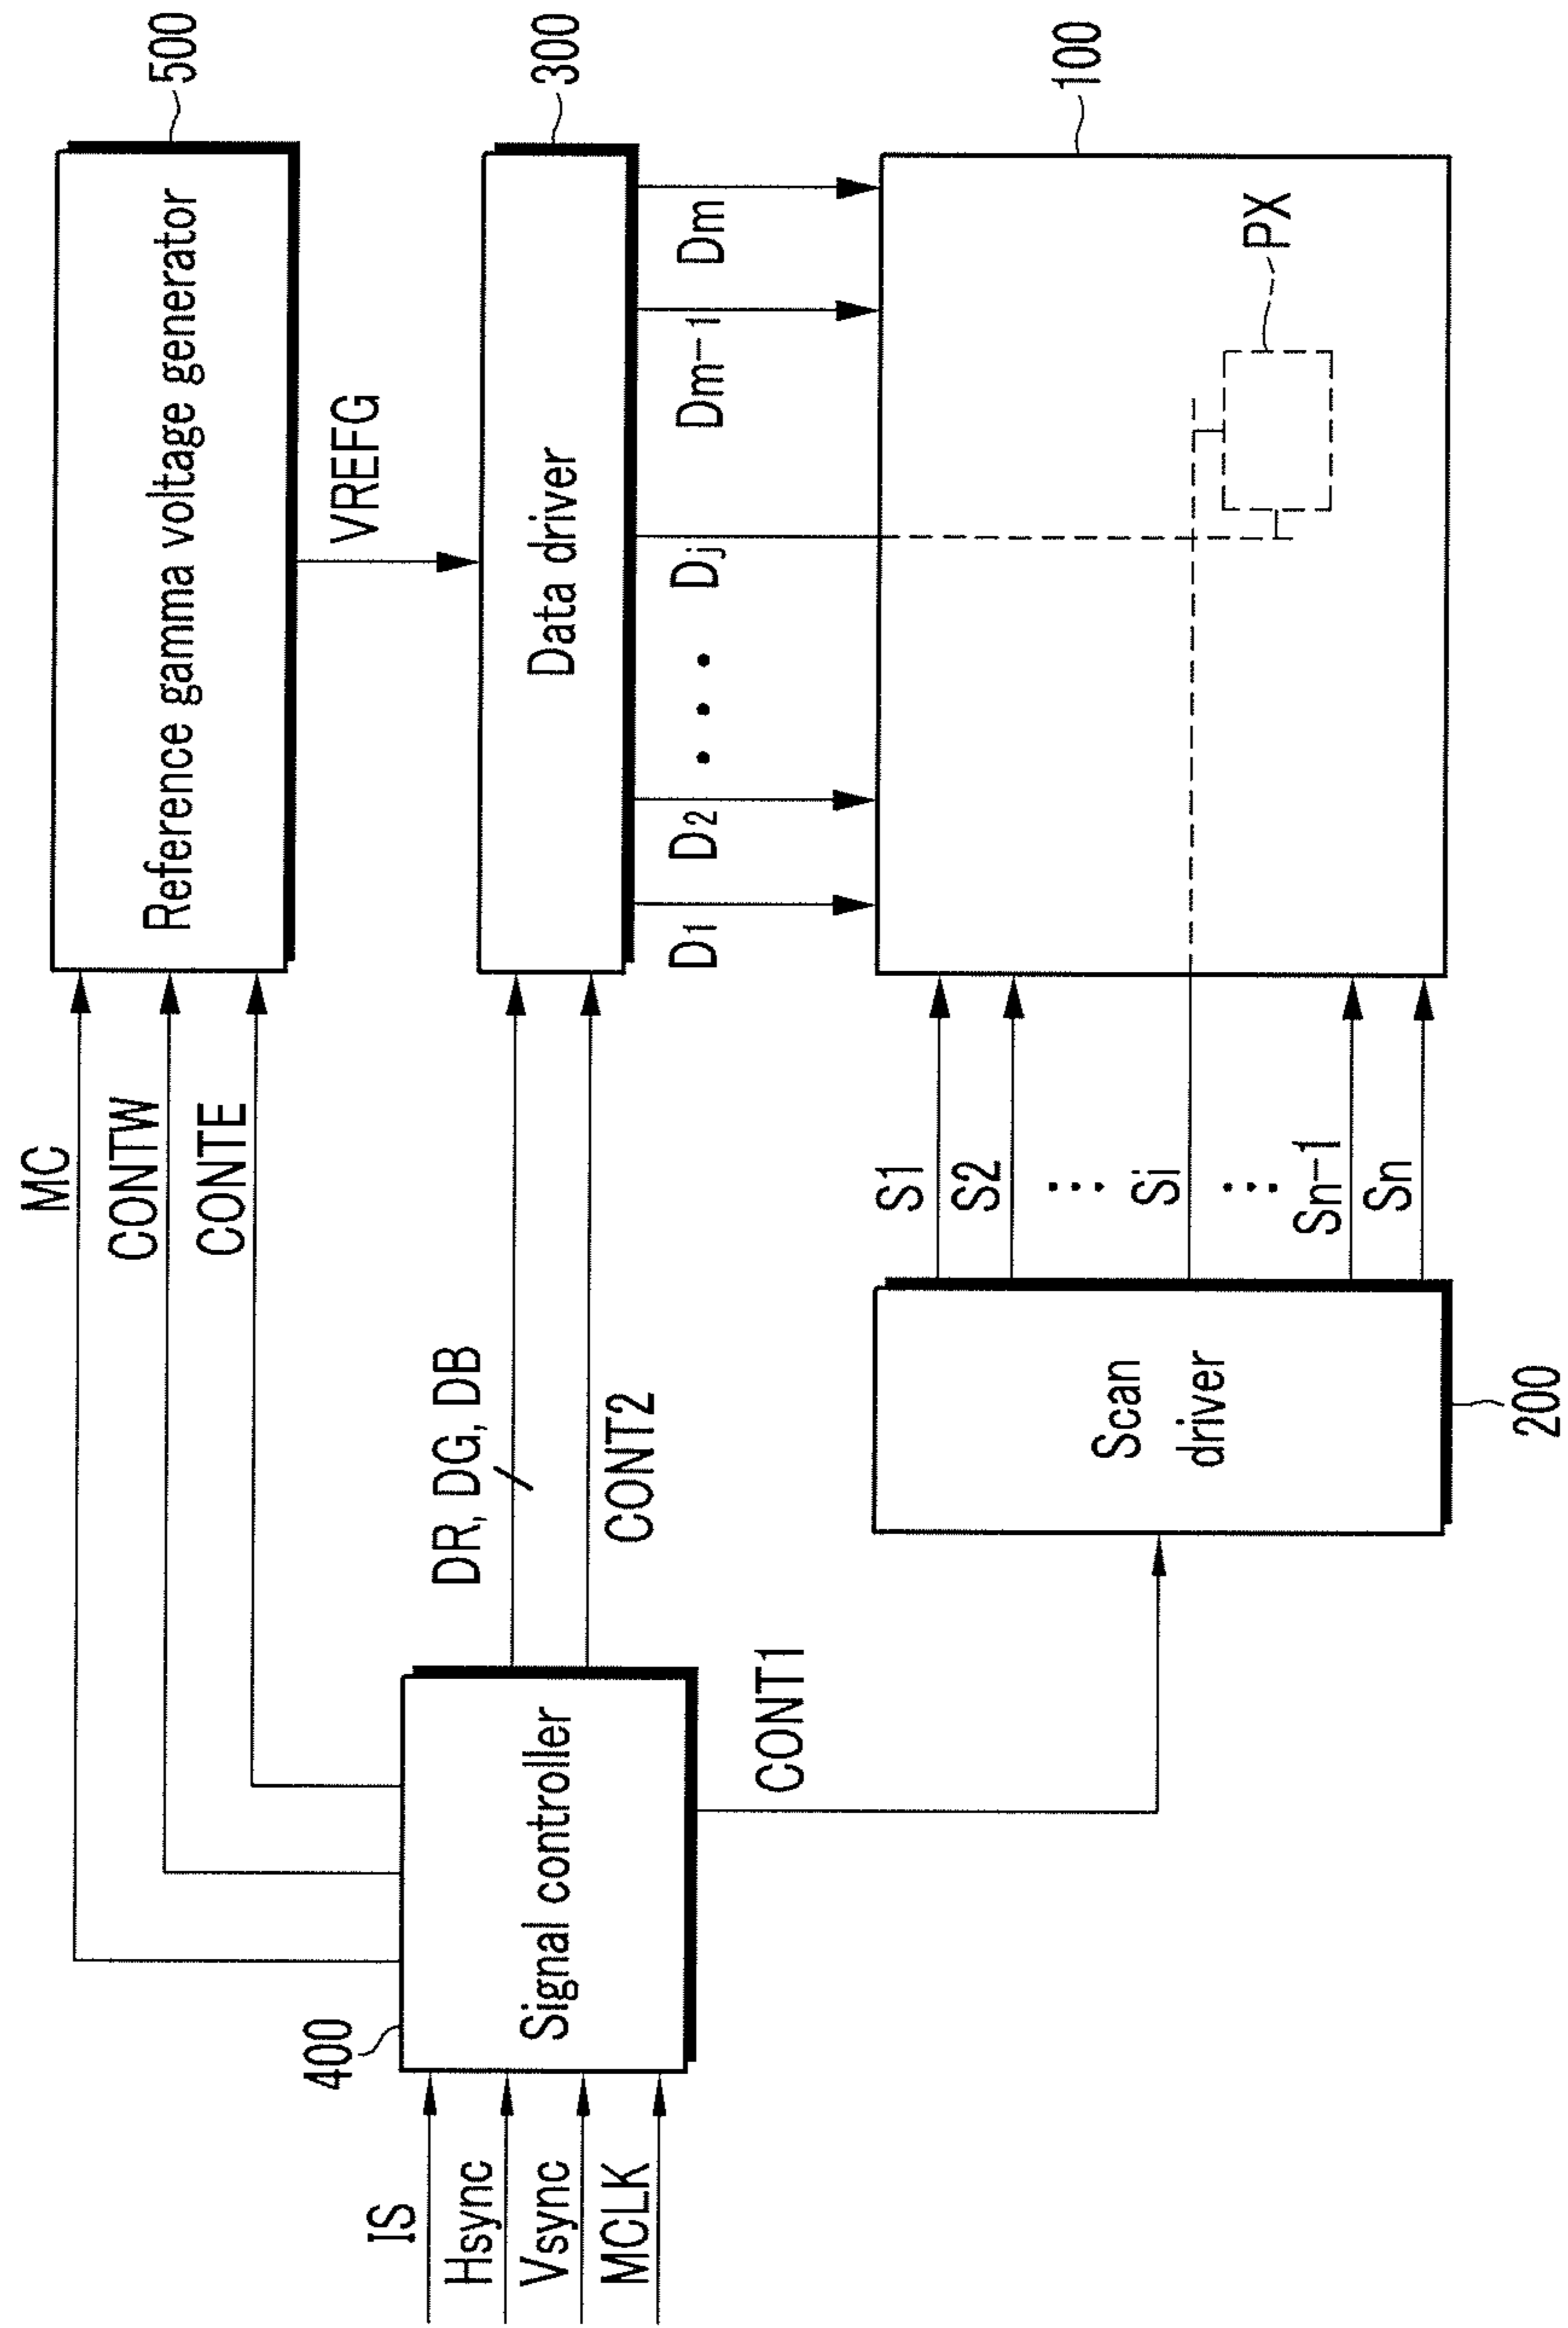 MC
CONTW
CONTE
Reference gamma voltage generator
500
VREFG
400
IS
Hsync
Vsync
MCLK
Signal controller
DR, DG, DB
CONT2
Data driver
300
D1
D2
• • •
Dj
Dm-1
Dm
CONT1
Scan
driver
200
S1
S2
Si
Sn-1
Sn
100
PX